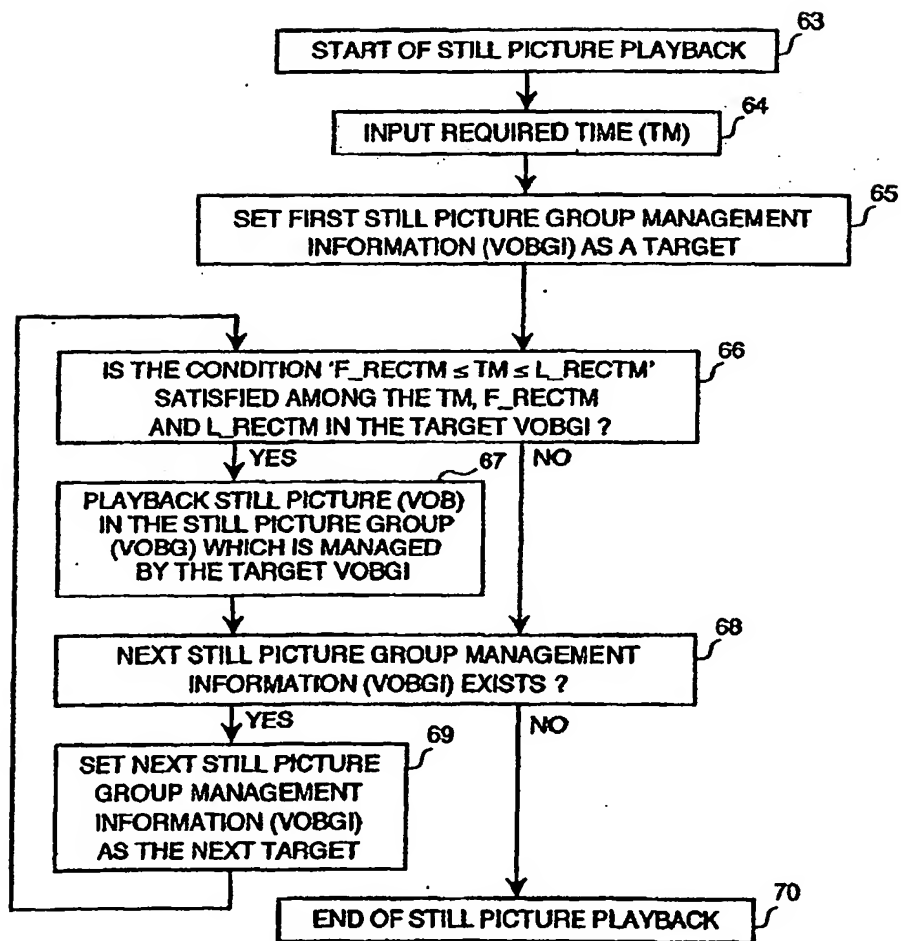 63
START OF STILL PICTURE PLAYBACK
64
INPUT REQUIRED TIME (TM)
65
SET FIRST STILL PICTURE GROUP MANAGEMENT
INFORMATION (VOBGI) AS A TARGET
66
IS THE CONDITION 'F_RECTM ≤ TM ≤ L_RECTM'
SATISFIED AMONG THE TM, F_RECTM
AND L_RECTM IN THE TARGET VOBGI ?
YES
67
NO
PLAYBACK STILL PICTURE (VOB)
IN THE STILL PICTURE GROUP
(VOBG) WHICH IS MANAGED
BY THE TARGET VOBGI
68
NEXT STILL PICTURE GROUP MANAGEMENT
INFORMATION (VOBGI) EXISTS ?
YES
69
NO
SET NEXT STILL PICTURE
GROUP MANAGEMENT
INFORMATION (VOBGI)
AS THE NEXT TARGET
70
END OF STILL PICTURE PLAYBACK